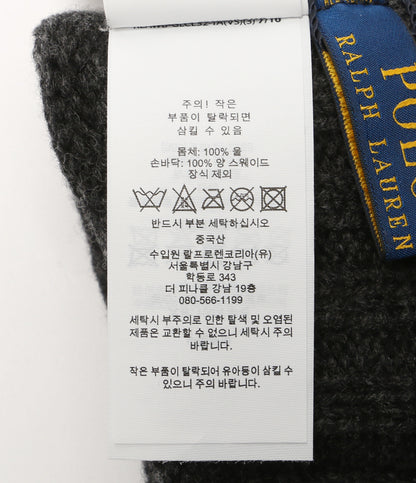 주의! 작은
부품이 탈락되면
삼킬 수 있음
몸체: 100% 울
손바닥: 100% 양 스웨이드
장식 제외
반드시 부분 세탁하십시오
중국산
수입원 랄프로렌코리아(유)
서울특별시 강남구
학동로 343
더 피나클 강남 19층
080-566-1199
세탁시 부주의로 인한 탈색 및 오염된
제품은 교환할 수 없으니 세탁시 주의
바랍니다.
작은 부품이 탈락되어 유아등이 삼킬 수
있으니 주의 바랍니다.
POLO
RALPH LAUREN